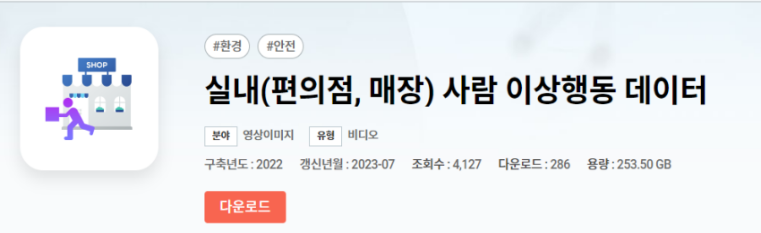 #환경 #안전
SHOP
실내(편의점, 매장) 사람 이상행동 데이터
분야 영상이미지 유형 비디오
구축년도 : 2022 갱신년월 : 2023-07 조회수 : 4,127 다운로드 : 286 용량 : 253.50 GB
다운로드